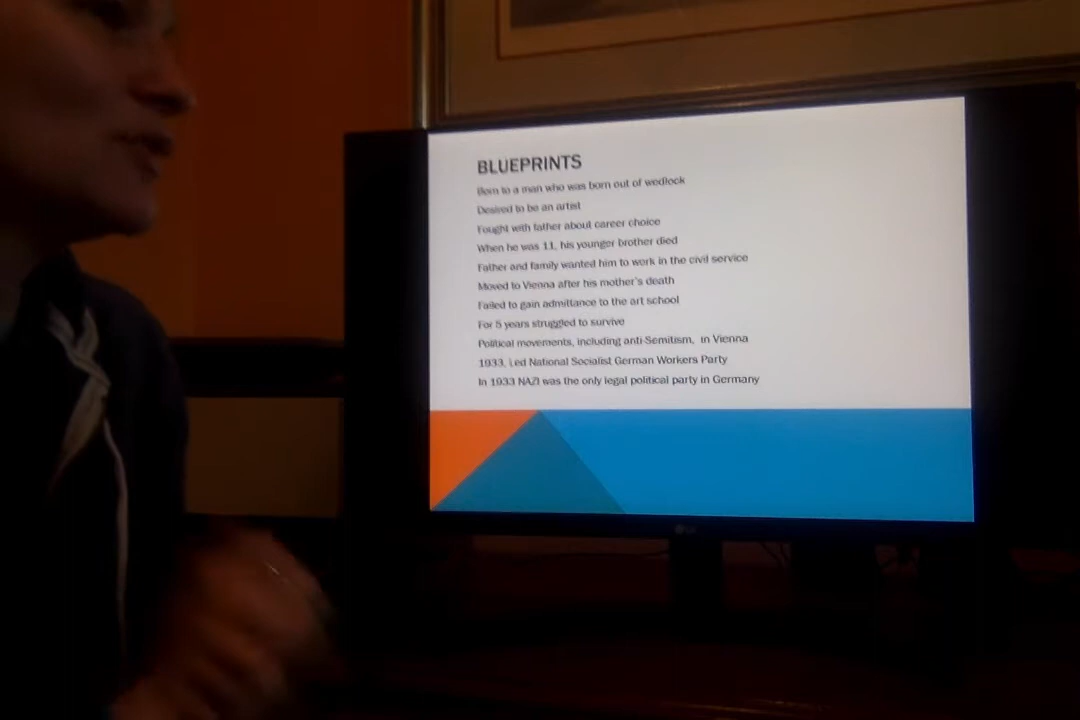 BLUEPRINTS
Born to a man who was born out of wedlock
Desired to be an artist
Fought with father about career choice
When he was 11, his younger brother died
Father and family wanted him to work in the civil service
Moved to Vienna after his mother's death
Failed to gain admittance to the art school
For 5 years struggled to survive
Political movements, including anti-Semitism, in Vienna
1933, Led National Socialist German Workers Party
In 1933 NAZI was the only legal political party in Germany
LG